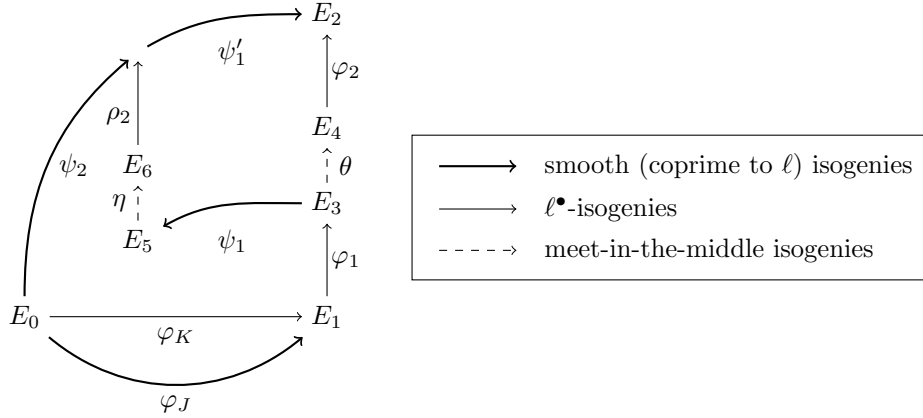 E₂
ψ₁′
φ₂
ρ₂
E₄
ψ₂
E₆
θ
η
E₃
E₅
ψ₁
φ₁
E₀
E₁
φ_K
φ_J
smooth (coprime to ℓ) isogenies
ℓ•-isogenies
meet-in-the-middle isogenies